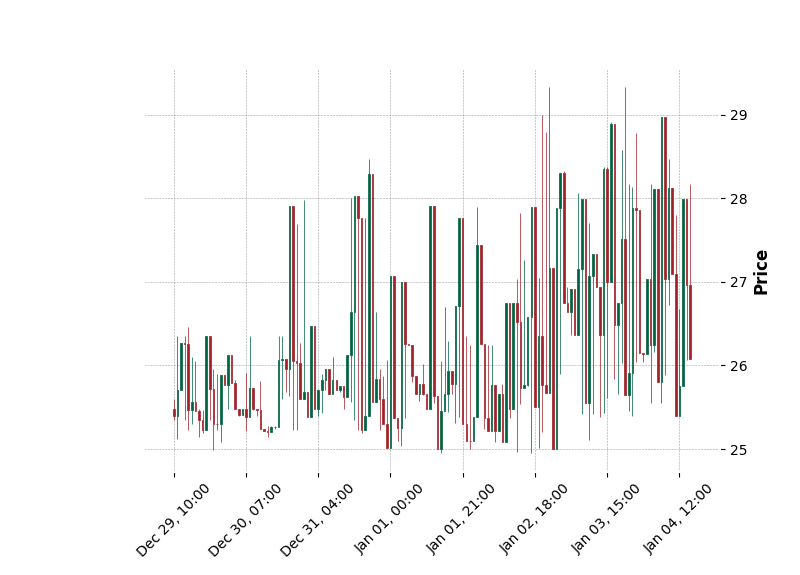 29
28
27
26
25
Price
Dec 29, 10:00
Dec 30, 07:00
Dec 31, 04:00
Jan 01, 00:00
Jan 01, 21:00
Jan 02, 18:00
Jan 03, 15:00
Jan 04, 12:00